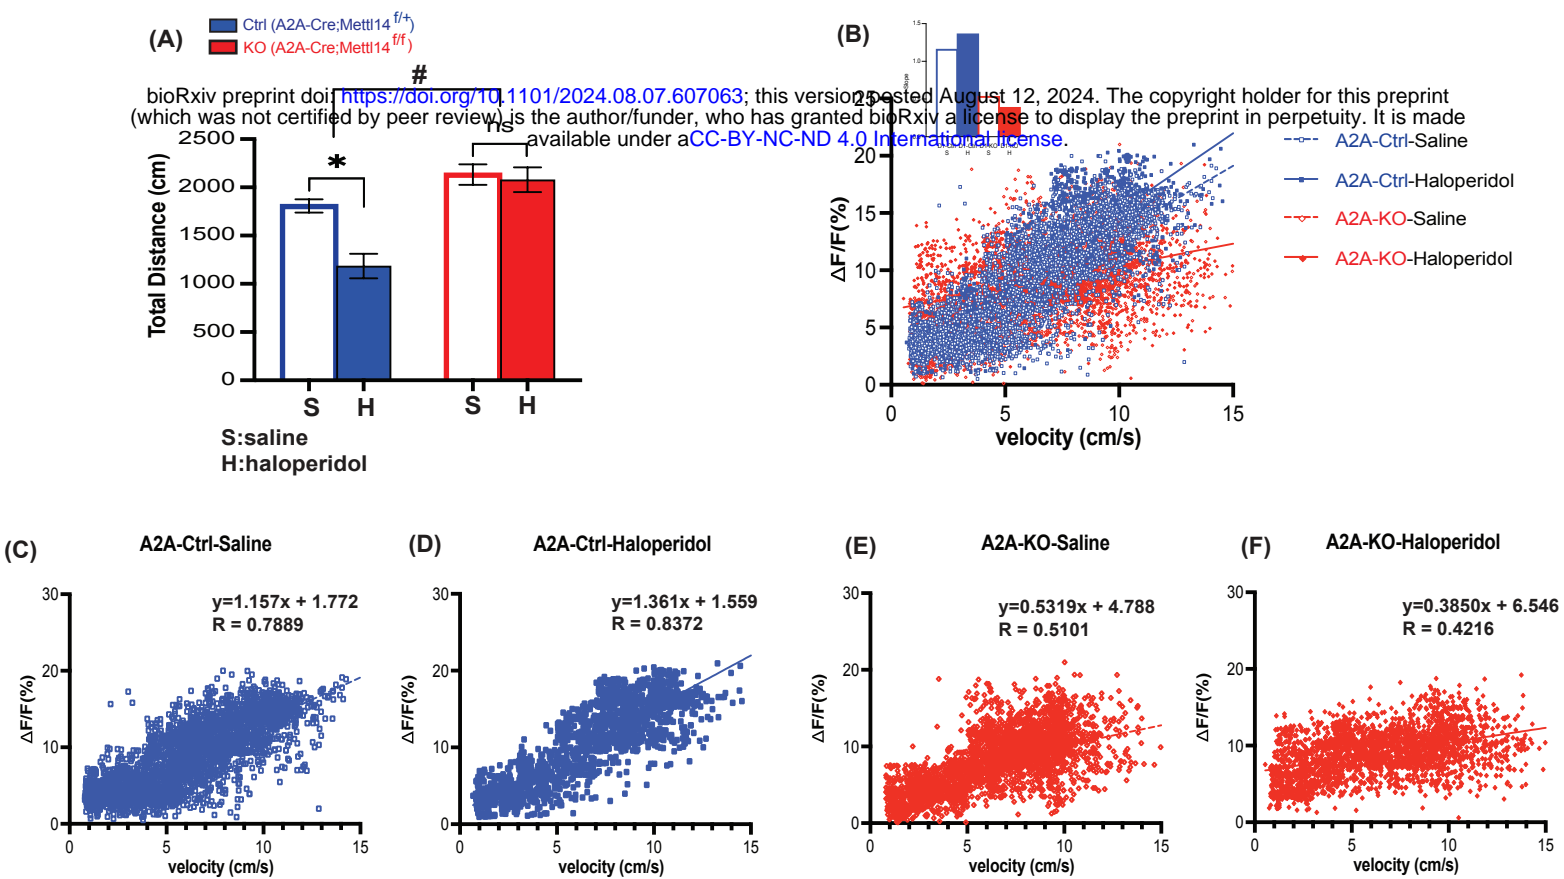 (A)
Ctrl (A2A-Cre;Mettl14 f/+)
KO (A2A-Cre;Mettl14 f/f)
#
bioRxiv preprint doi: https://doi.org/10.1101/2024.08.07.607063; this version posted August 12, 2024. The copyright holder for this preprint
(which was not certified by peer review) is the author/funder, who has granted bioRxiv a license to display the preprint in perpetuity. It is made
available under aCC-BY-NC-ND 4.0 International license.
*
ns
Total Distance (cm)
2500
2000
1500
1000
500
0
S
H
S
H
S:saline
H:haloperidol
(B)
1.5
1.0
S
H
S
H
ΔF/F(%)
25
20
15
10
5
0
0
5
10
15
velocity (cm/s)
A2A-Ctrl-Saline
A2A-Ctrl-Haloperidol
A2A-KO-Saline
A2A-KO-Haloperidol
(C)
A2A-Ctrl-Saline
y=1.157x + 1.772
R = 0.7889
ΔF/F(%)
30
20
10
0
0
5
10
15
velocity (cm/s)
(D)
A2A-Ctrl-Haloperidol
y=1.361x + 1.559
R = 0.8372
ΔF/F(%)
30
20
10
0
0
5
10
15
velocity (cm/s)
(E)
A2A-KO-Saline
y=0.5319x + 4.788
R = 0.5101
ΔF/F(%)
30
20
10
0
0
5
10
15
velocity (cm/s)
(F)
A2A-KO-Haloperidol
y=0.3850x + 6.546
R = 0.4216
ΔF/F(%)
30
20
10
0
0
5
10
15
velocity (cm/s)